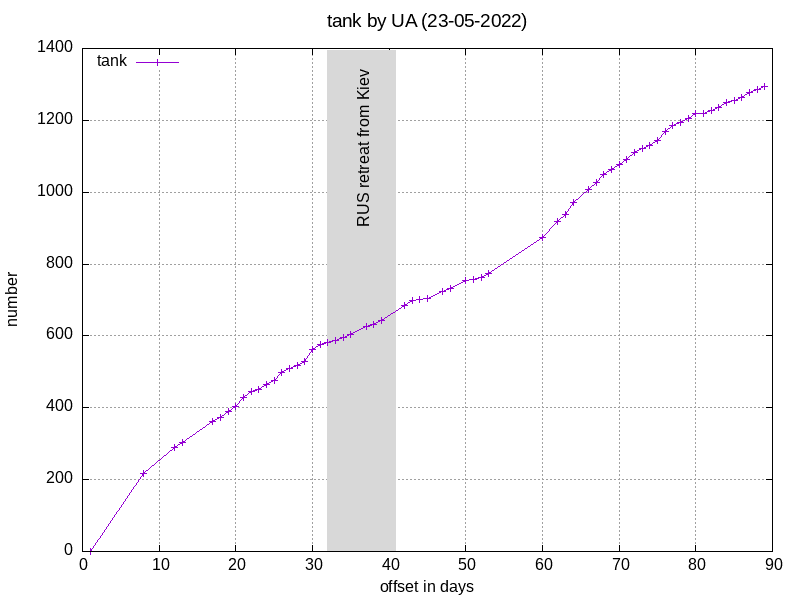 tank by UA (23-05-2022)
1400
1200
1000
800
600
400
200
0
number
tank
RUS retreat from Kiev
0 10 20 30 40 50 60 70 80 90
offset in days